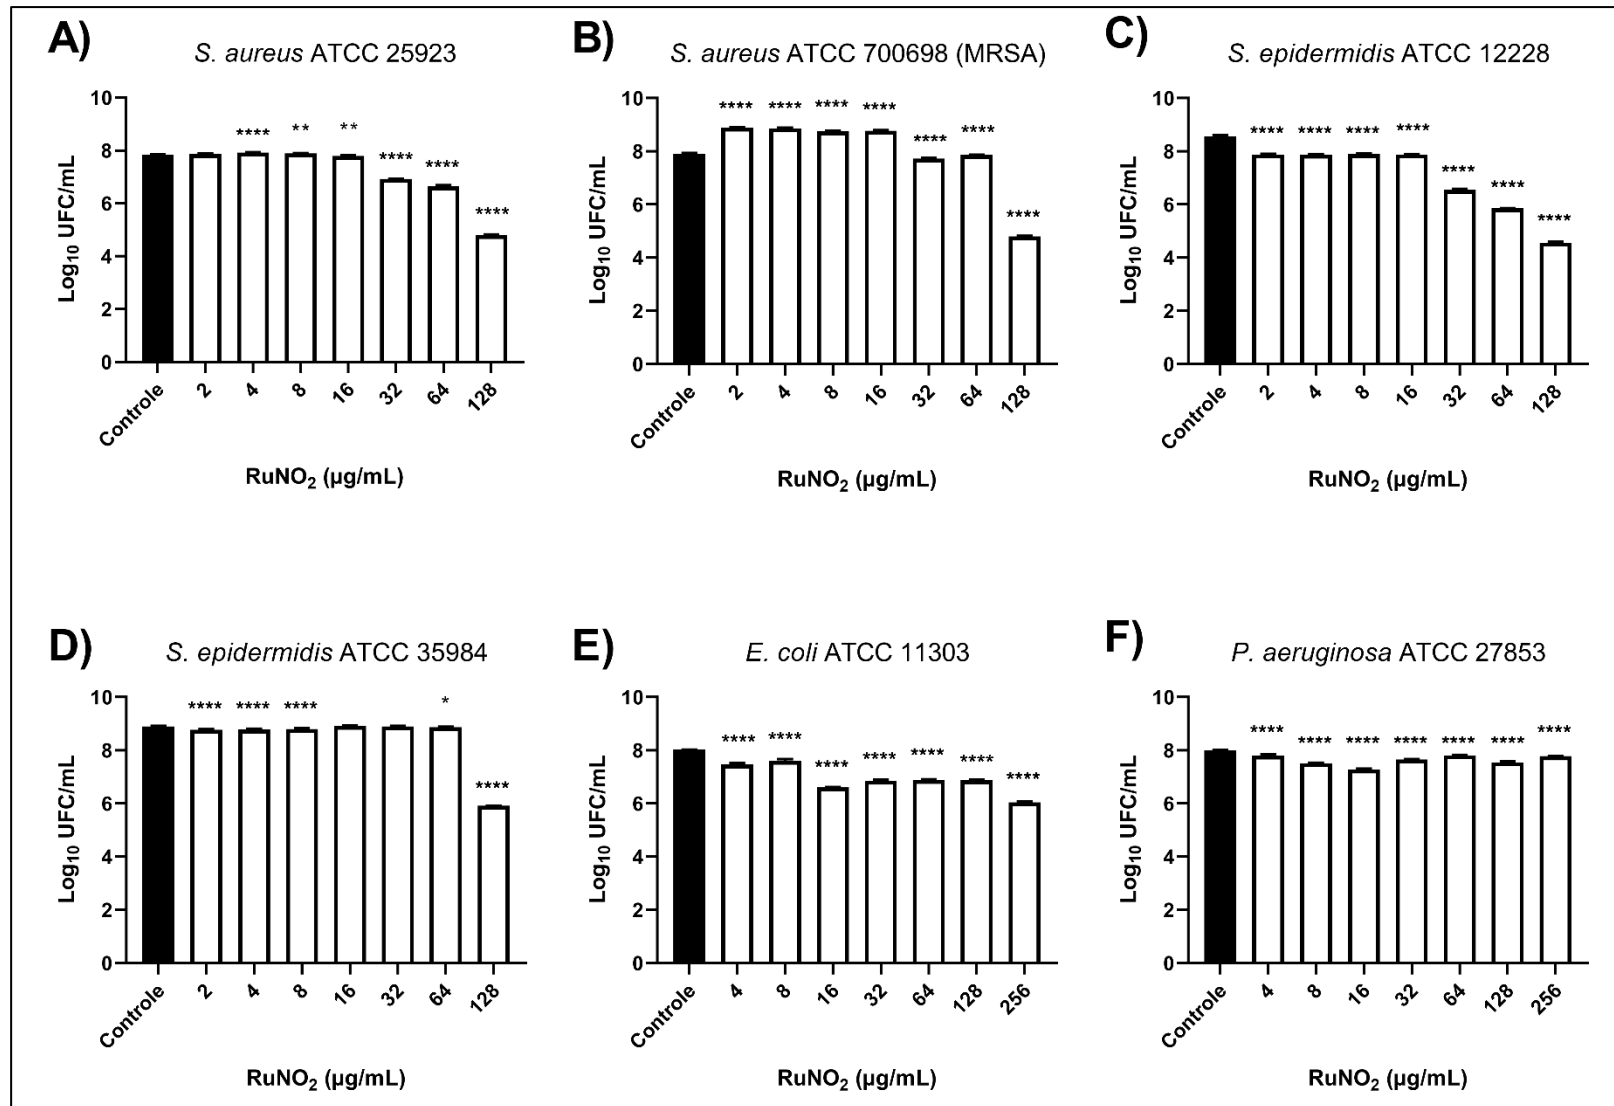 A)
S. aureus ATCC 25923
**** ** ** **** **** ****
10
8
6
4
2
0
Log10 UFC/mL
Controle 2 4 8 16 32 64 128
RuNO2 (µg/mL)
B)
S. aureus ATCC 700698 (MRSA)
**** **** **** **** **** **** ****
10
8
6
4
2
0
Log10 UFC/mL
Controle 2 4 8 16 32 64 128
RuNO2 (µg/mL)
C)
S. epidermidis ATCC 12228
**** **** **** **** **** **** ****
10
8
6
4
2
0
Log10 UFC/mL
Controle 2 4 8 16 32 64 128
RuNO2 (µg/mL)
D)
S. epidermidis ATCC 35984
**** **** **** * ****
10
8
6
4
2
0
Log10 UFC/mL
Controle 2 4 8 16 32 64 128
RuNO2 (µg/mL)
E)
E. coli ATCC 11303
**** **** **** **** **** **** ****
10
8
6
4
2
0
Log10 UFC/mL
Controle 4 8 16 32 64 128 256
RuNO2 (µg/mL)
F)
P. aeruginosa ATCC 27853
**** **** **** **** **** **** ****
10
8
6
4
2
0
Log10 UFC/mL
Controle 4 8 16 32 64 128 256
RuNO2 (µg/mL)